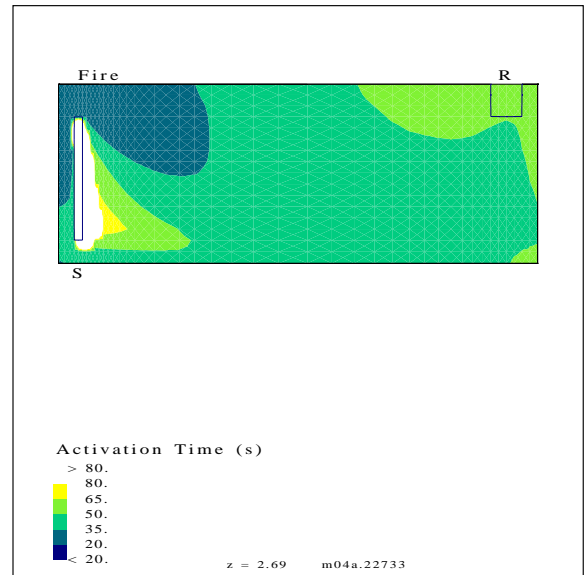 Fire R
S
Activation Time (s)
> 80.
80.
65.
50.
35.
20.
< 20.
z = 2.69 m04a.22733